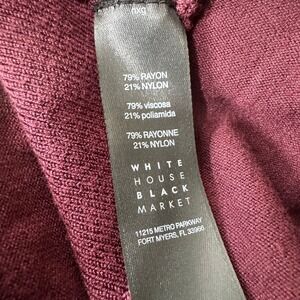 79% RAYON
21% NYLON
79% viscosa
21% poliamida
79% RAYONNE
21% NYLON
WHITE
HOUSE
BLACK
MARKET
11215 METRO PARKWAY
FORT MYERS, FL 33966